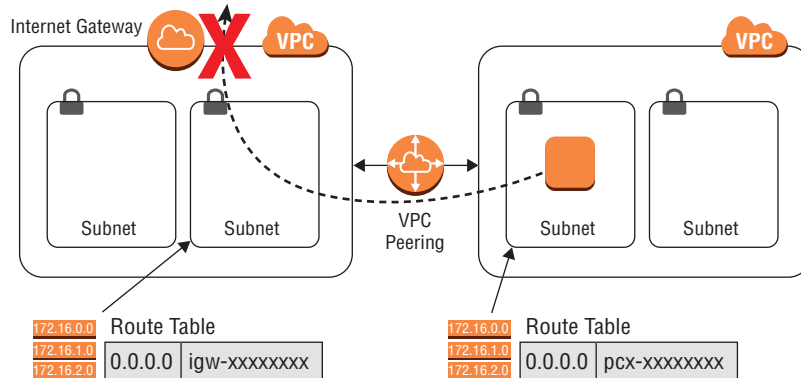 Internet Gateway
VPC
VPC
Subnet
Subnet
VPC
Peering
Subnet
Subnet
172.16.0.0
172.16.1.0
172.16.2.0
Route Table
0.0.0.0 igw-xxxxxxxx
172.16.0.0
172.16.1.0
172.16.2.0
Route Table
0.0.0.0 pcx-xxxxxxxx